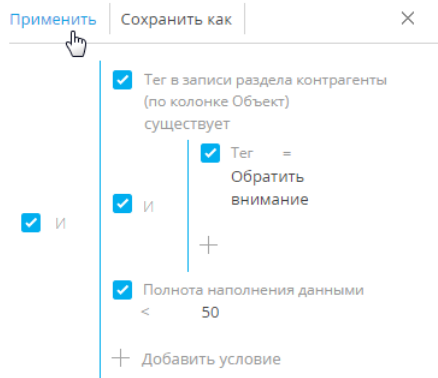 Применить Сохранить как
Тег в записи раздела контрагенты
(по колонке Объект)
существует
Тег =
Обратить
внимание
И
И
Полнота наполнения данными
< 50
Добавить условие